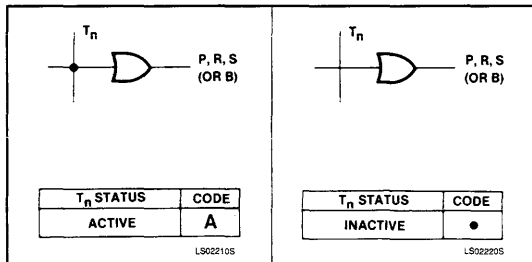 Tn
P, R, S
(OR B)
Tn STATUS CODE
ACTIVE A
LS02210S
Tn
P, R, S
(OR B)
Tn STATUS CODE
INACTIVE •
LS02220S